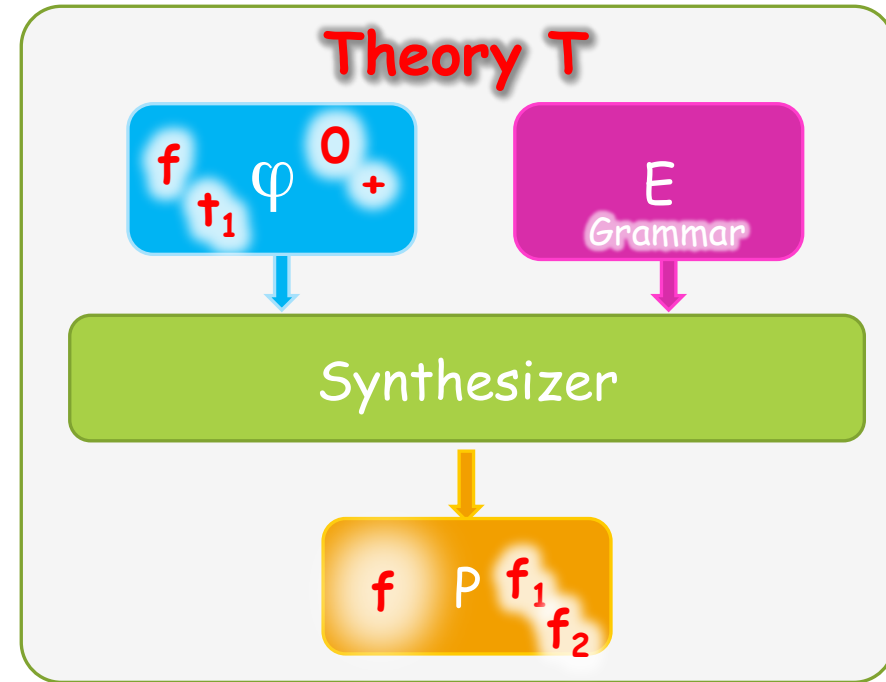 Theory T
f φ 0 +
t₁
E
Grammar
Synthesizer
f P f₁
f₂